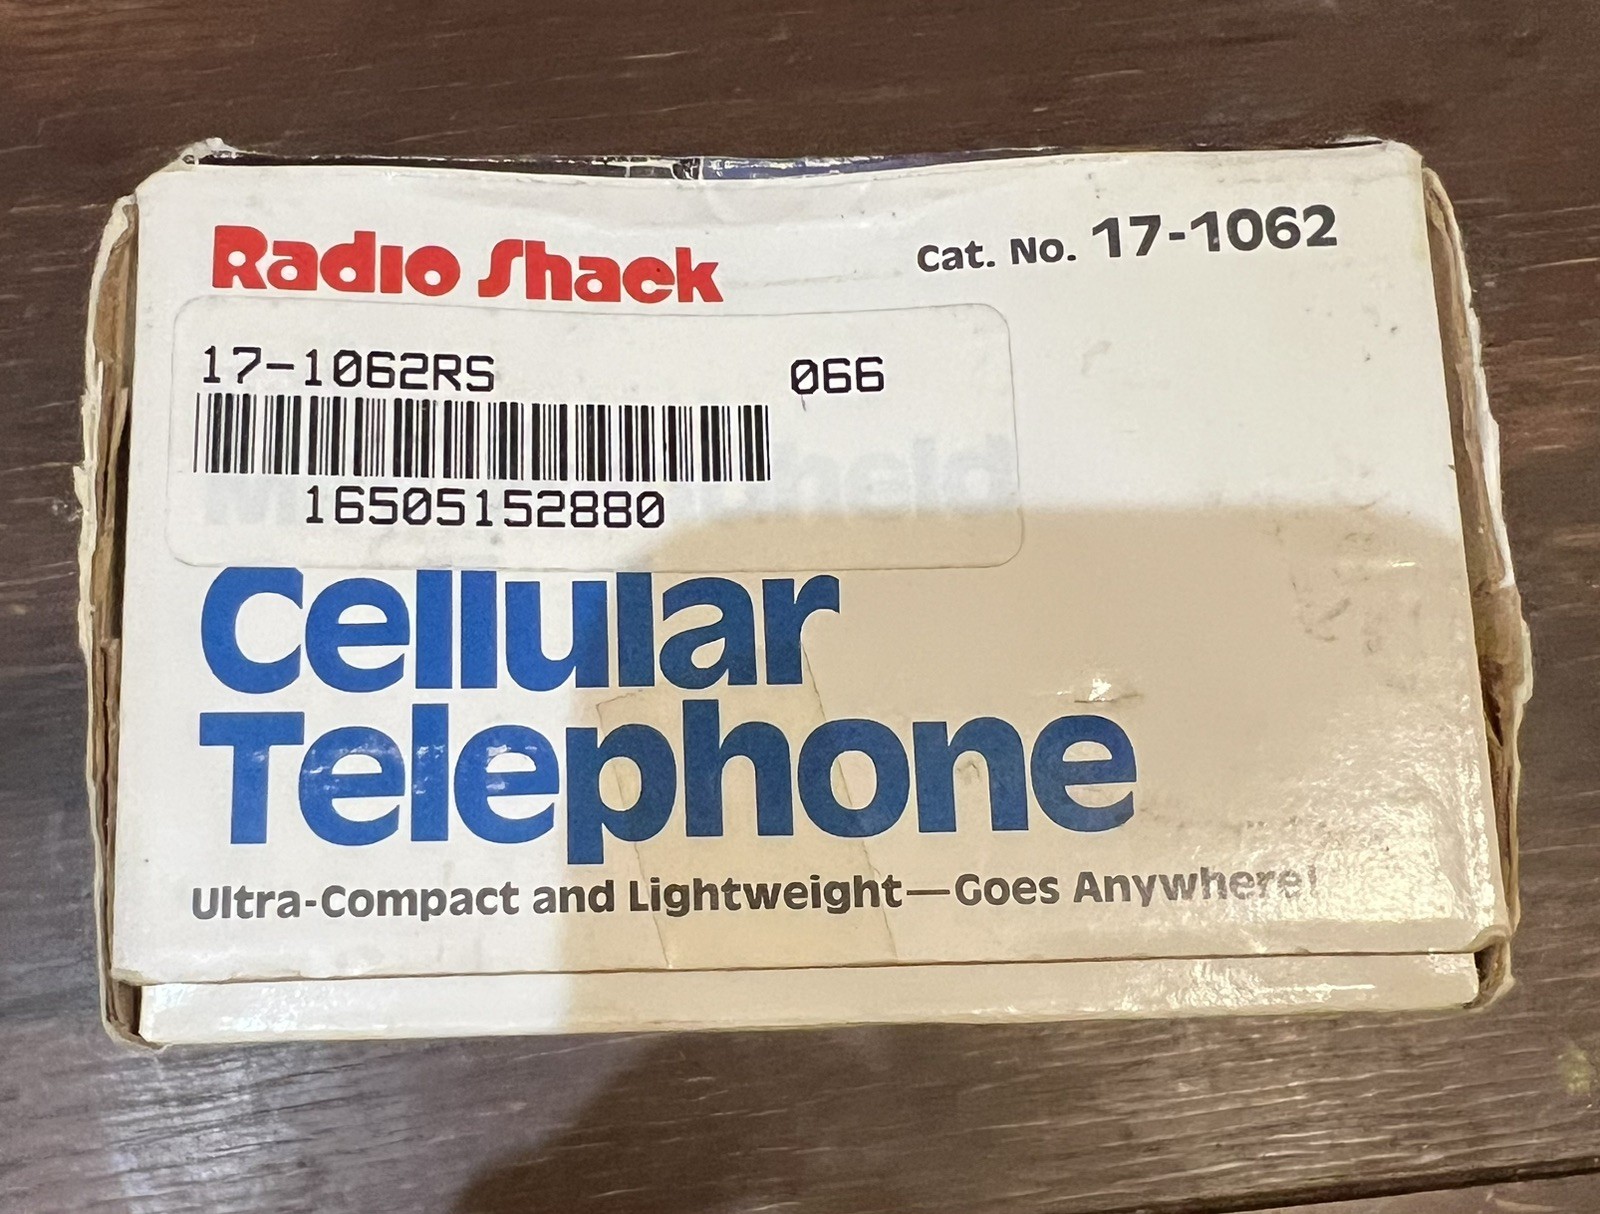 Radio Shack
Cat. No. 17-1062
17-1062RS 066
16505152880
Cellular
Telephone
Ultra-Compact and Lightweight—Goes Anywhere!